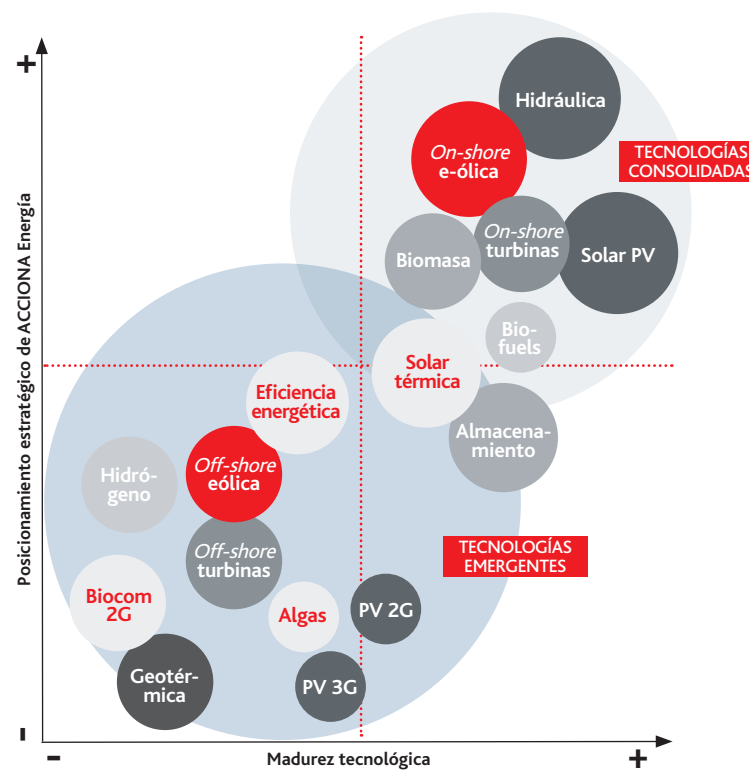 +
Posicionamiento estratégico de ACCIONA Energía
-
Hidráulica
On-shore
e-ólica
TECNOLOGÍAS
CONSOLIDADAS
On-shore
turbinas
Biomasa
Solar PV
Bio-
fuels
Solar
térmica
Eficiencia
energética
Almacena-
miento
Hidró-
geno
Off-shore
eólica
TECNOLOGÍAS
EMERGENTES
Off-shore
turbinas
Biocom
2G
Algas
PV 2G
Geotér-
mica
PV 3G
-
Madurez tecnológica
+